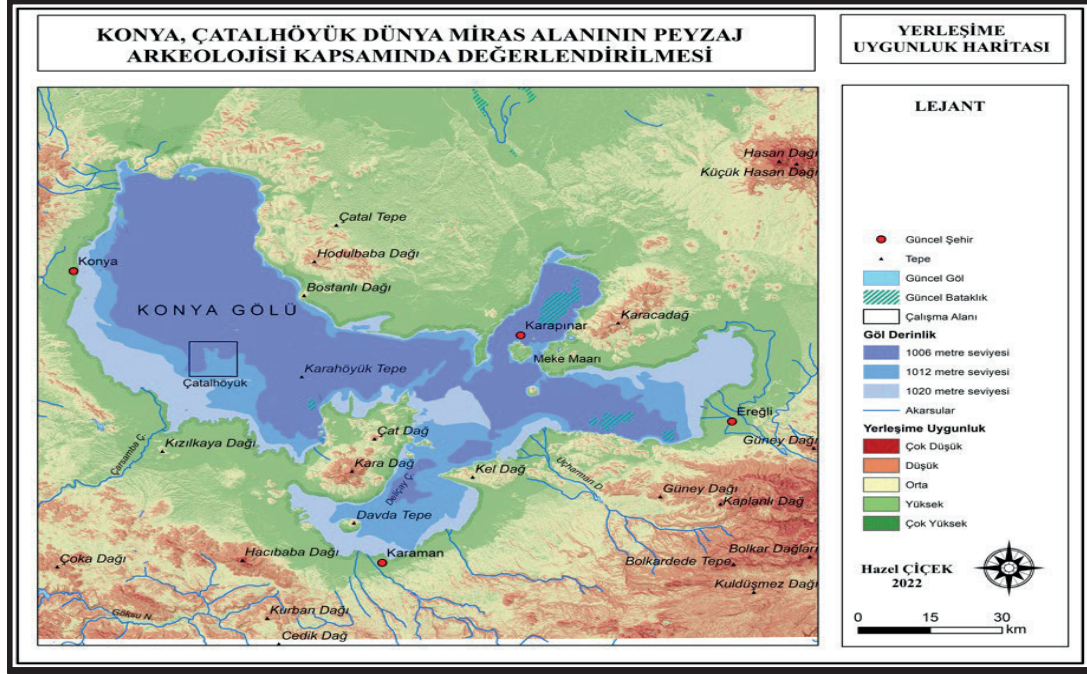 KONYA, ÇATALHÖYÜK DÜNYA MİRAS ALANININ PEYZAJ
ARKEOLOJİSİ KAPSAMINDA DEĞERLENDİRİLMESİ
YERLEŞİME
UYGUNLUK HARİTASI
Hasan Dağı
Küçük Hasan Dağı
Çatal Tepe
Hodulbaba Dağı
Konya
Bostanlı Dağı
KONYA GÖLÜ
Karacadağ
Karapınar
Meke Maarı
Karahöyük Tepe
Çatalhöyük
Ereğli
Çarşamba Ç.
Kızılkaya Dağı
Çat Dağ
Güney Dağı
Kara Dağ
Kel Dağ
Uçharman D.
Deliçay Ç.
Güney Dağı
Kaplanlı Dağ
Davda Tepe
Çoka Dağı
Hacıbaba Dağı
Karaman
Bolkar Dağları
Bolkardede Tepe
Kuldüşmez Dağı
Göksu N.
Kurban Dağı
Cedik Dağ
LEJANT
Güncel Şehir
Tepe
Güncel Göl
Güncel Bataklık
Çalışma Alanı
Göl Derinlik
1006 metre seviyesi
1012 metre seviyesi
1020 metre seviyesi
Akarsular
Yerleşime Uygunluk
Çok Düşük
Düşük
Orta
Yüksek
Çok Yüksek
Hazel ÇİÇEK
2022
0 15 30
km